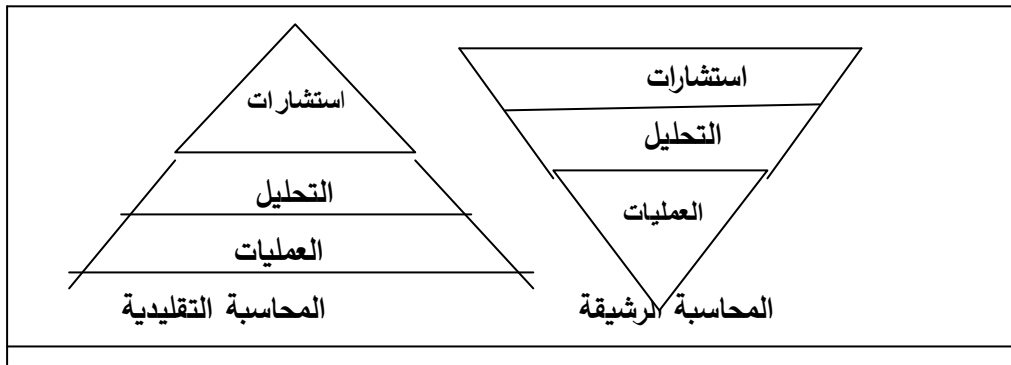 استشارات
التحليل
العمليات
المحاسبة الرشيقة
استشارات
التحليل
العمليات
المحاسبة التقليدية